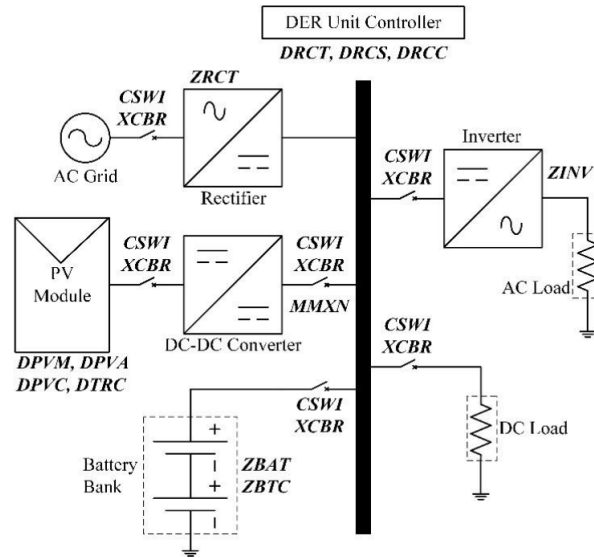 DER Unit Controller
DRCT, DRCS, DRCC
ZRCT
CSWI
XCBR
AC Grid
Rectifier
Inverter
CSWI
XCBR
ZINV
AC Load
PV
Module
CSWI
XCBR
CSWI
XCBR
MMXN
DC-DC Converter
DPVM, DPVA
DPVC, DTRC
CSWI
XCBR
DC Load
CSWI
XCBR
Battery
Bank
+
–
+
–
ZBAT
ZBTC